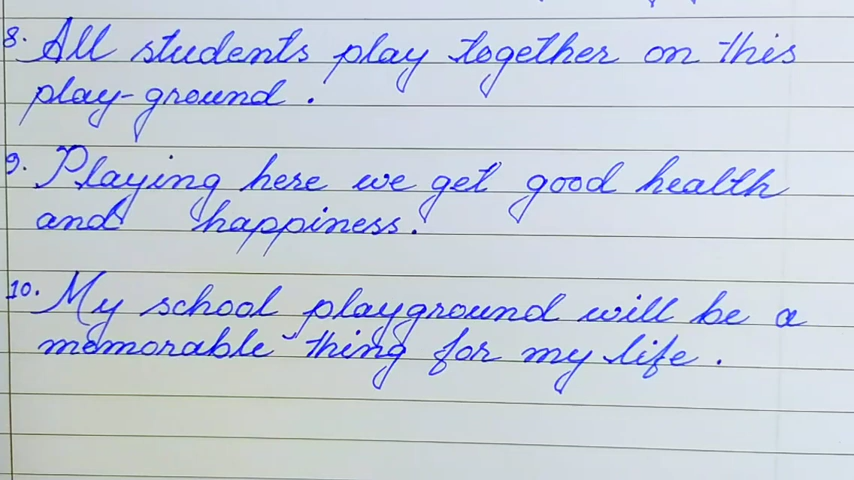 8. All students play together on this
play-ground.
9. Playing here we get good health
and happiness.
10. My school playground will be a
memorable thing for my life.